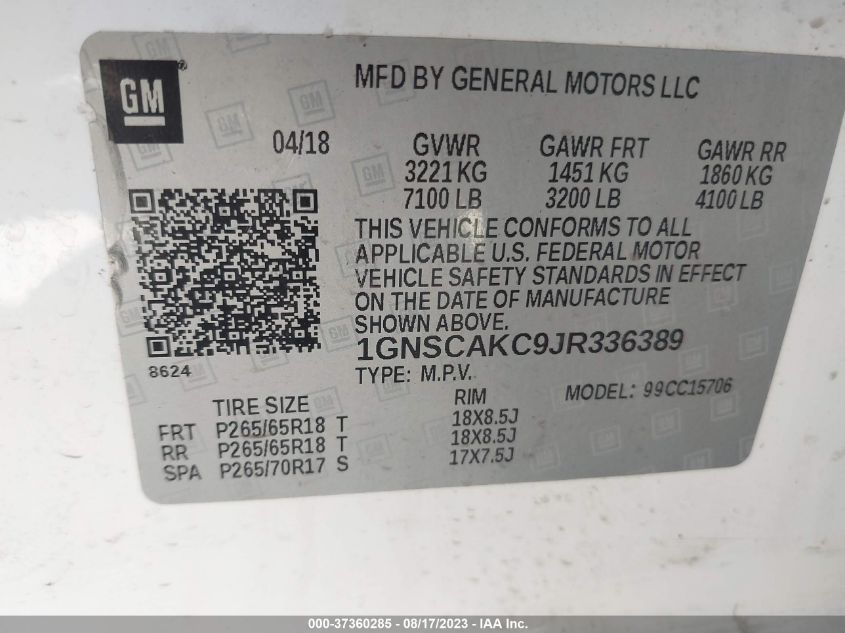 GM
®
MFD BY GENERAL MOTORS LLC
04/18 GVWR GAWR FRT GAWR RR
3221 KG 1451 KG 1860 KG
7100 LB 3200 LB 4100 LB
THIS VEHICLE CONFORMS TO ALL
APPLICABLE U.S. FEDERAL MOTOR
VEHICLE SAFETY STANDARDS IN EFFECT
ON THE DATE OF MANUFACTURE
SHOWN ABOVE.
1GNSCAKC9JR336389
8624
TYPE: M.P.V. MODEL: 99CC15706
TIRE SIZE RIM
FRT P265/65R18 T 18X8.5J
RR P265/65R18 T 18X8.5J
SPA P265/70R17 S 17X7.5J
000-37360285 - 08/17/2023 - IAA, Inc.